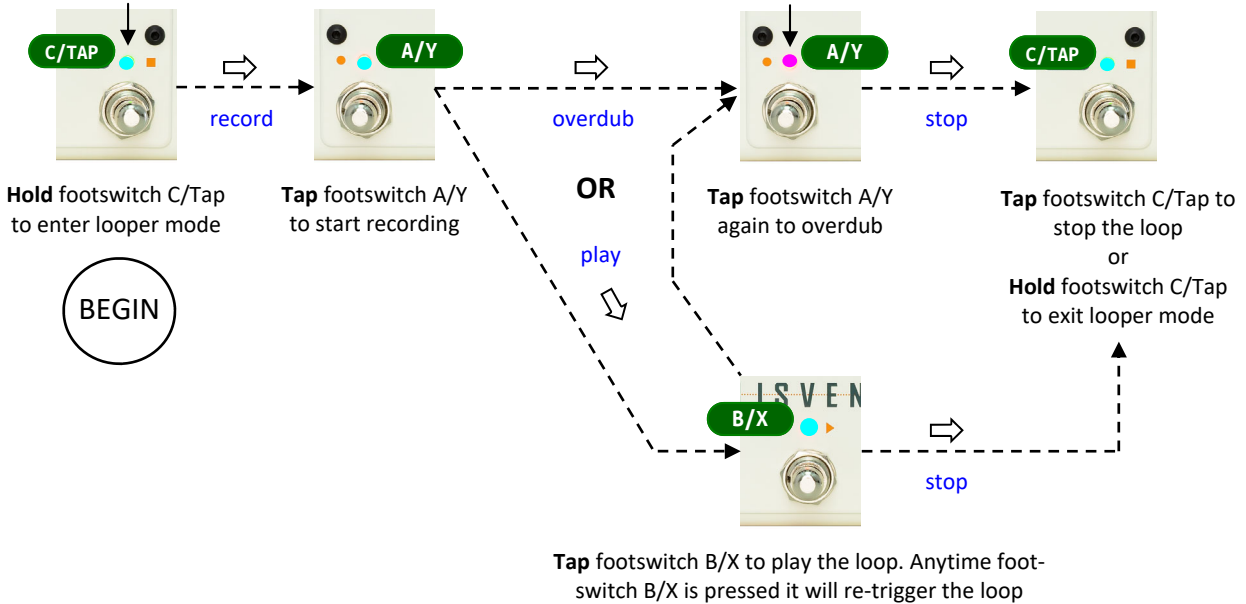 C/TAP
A/Y
A/Y
C/TAP
record
overdub
stop
Hold footswitch C/Tap
to enter looper mode
Tap footswitch A/Y
to start recording
OR
Tap footswitch A/Y
again to overdub
Tap footswitch C/Tap to
stop the loop
or
Hold footswitch C/Tap
to exit looper mode
play
BEGIN
ISVEN
B/X
stop
Tap footswitch B/X to play the loop. Anytime foot-
switch B/X is pressed it will re-trigger the loop